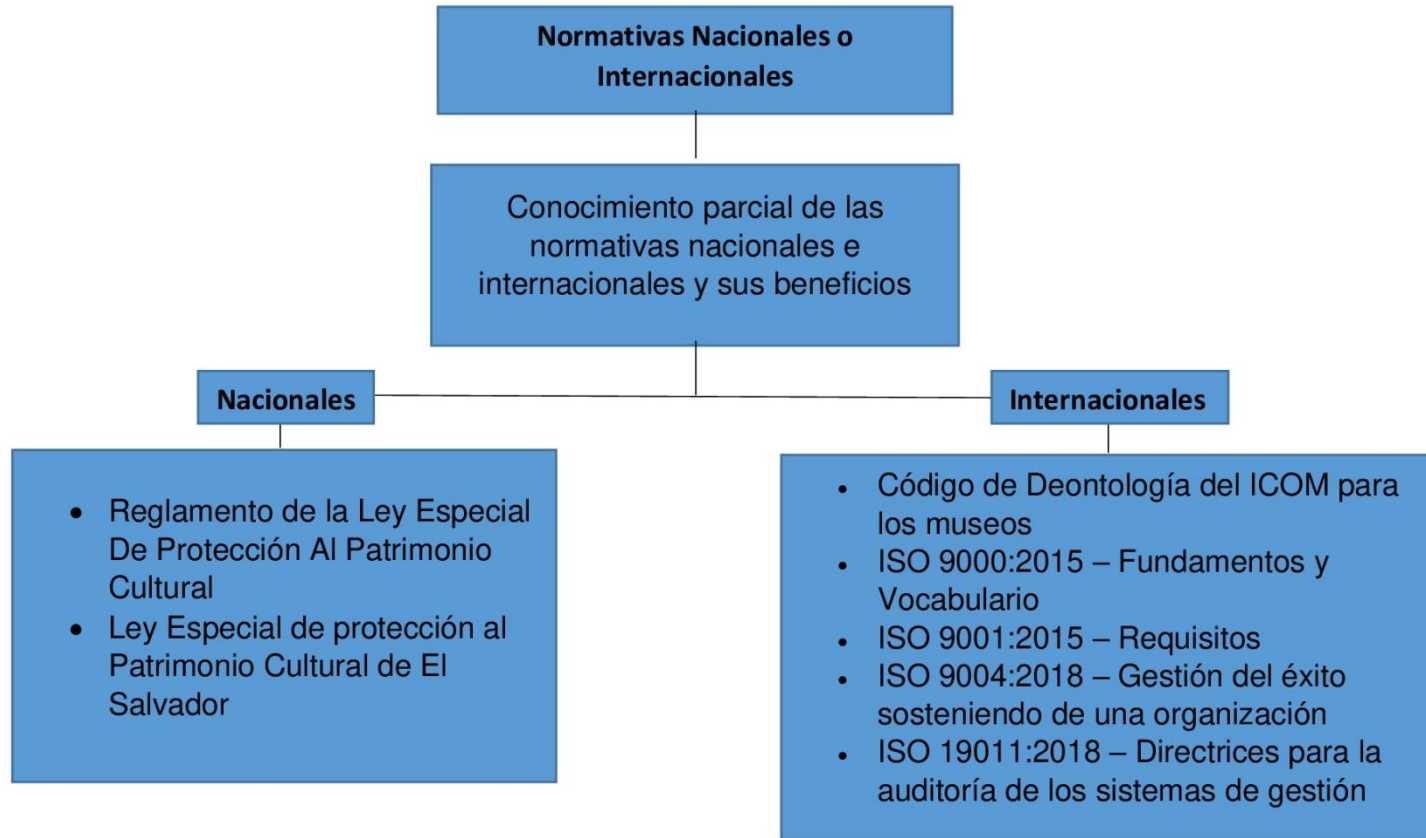 Normativas Nacionales o
Internacionales
Conocimiento parcial de las
normativas nacionales e
internacionales y sus beneficios
Nacionales
Internacionales
• Reglamento de la Ley Especial
De Protección Al Patrimonio
Cultural
• Ley Especial de protección al
Patrimonio Cultural de El
Salvador
• Código de Deontología del ICOM para
los museos
• ISO 9000:2015 – Fundamentos y
Vocabulario
• ISO 9001:2015 – Requisitos
• ISO 9004:2018 – Gestión del éxito
sosteniendo de una organización
• ISO 19011:2018 – Directrices para la
auditoría de los sistemas de gestión